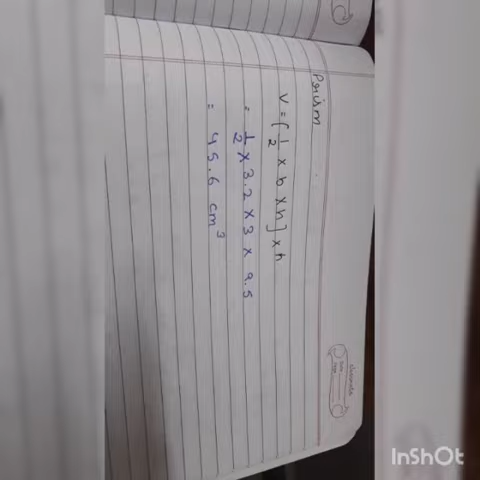 Prism
V = [1/2 × b × h] × h
= 1/2 × 3.2 × 3 × 9.5
= 45.6 cm³
InShOt